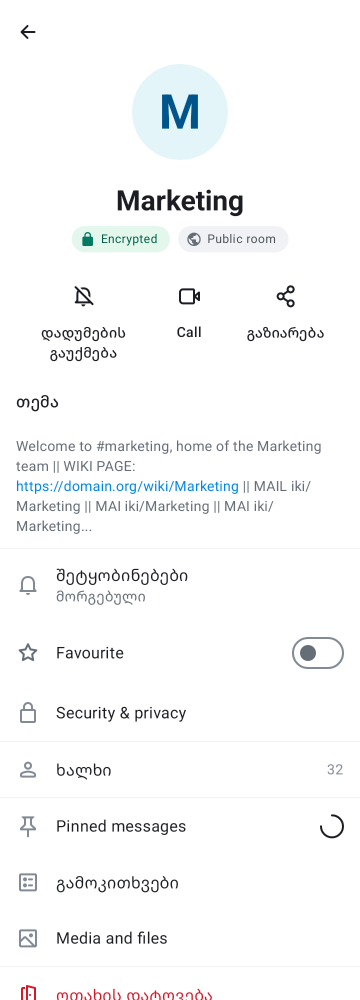 M
Marketing
Encrypted
Public room
დადუმების
გაუქმება
Call
გაზიარება
თემა
Welcome to #marketing, home of the Marketing
team || WIKI PAGE:
https://domain.org/wiki/Marketing || MAIL iki/
Marketing || MAI iki/Marketing || MAI iki/
Marketing...
შეტყობინებები
მორგებული
Favourite
Security & privacy
ხალხი
32
Pinned messages
გამოკითხვები
Media and files
ოთახის დატოვება